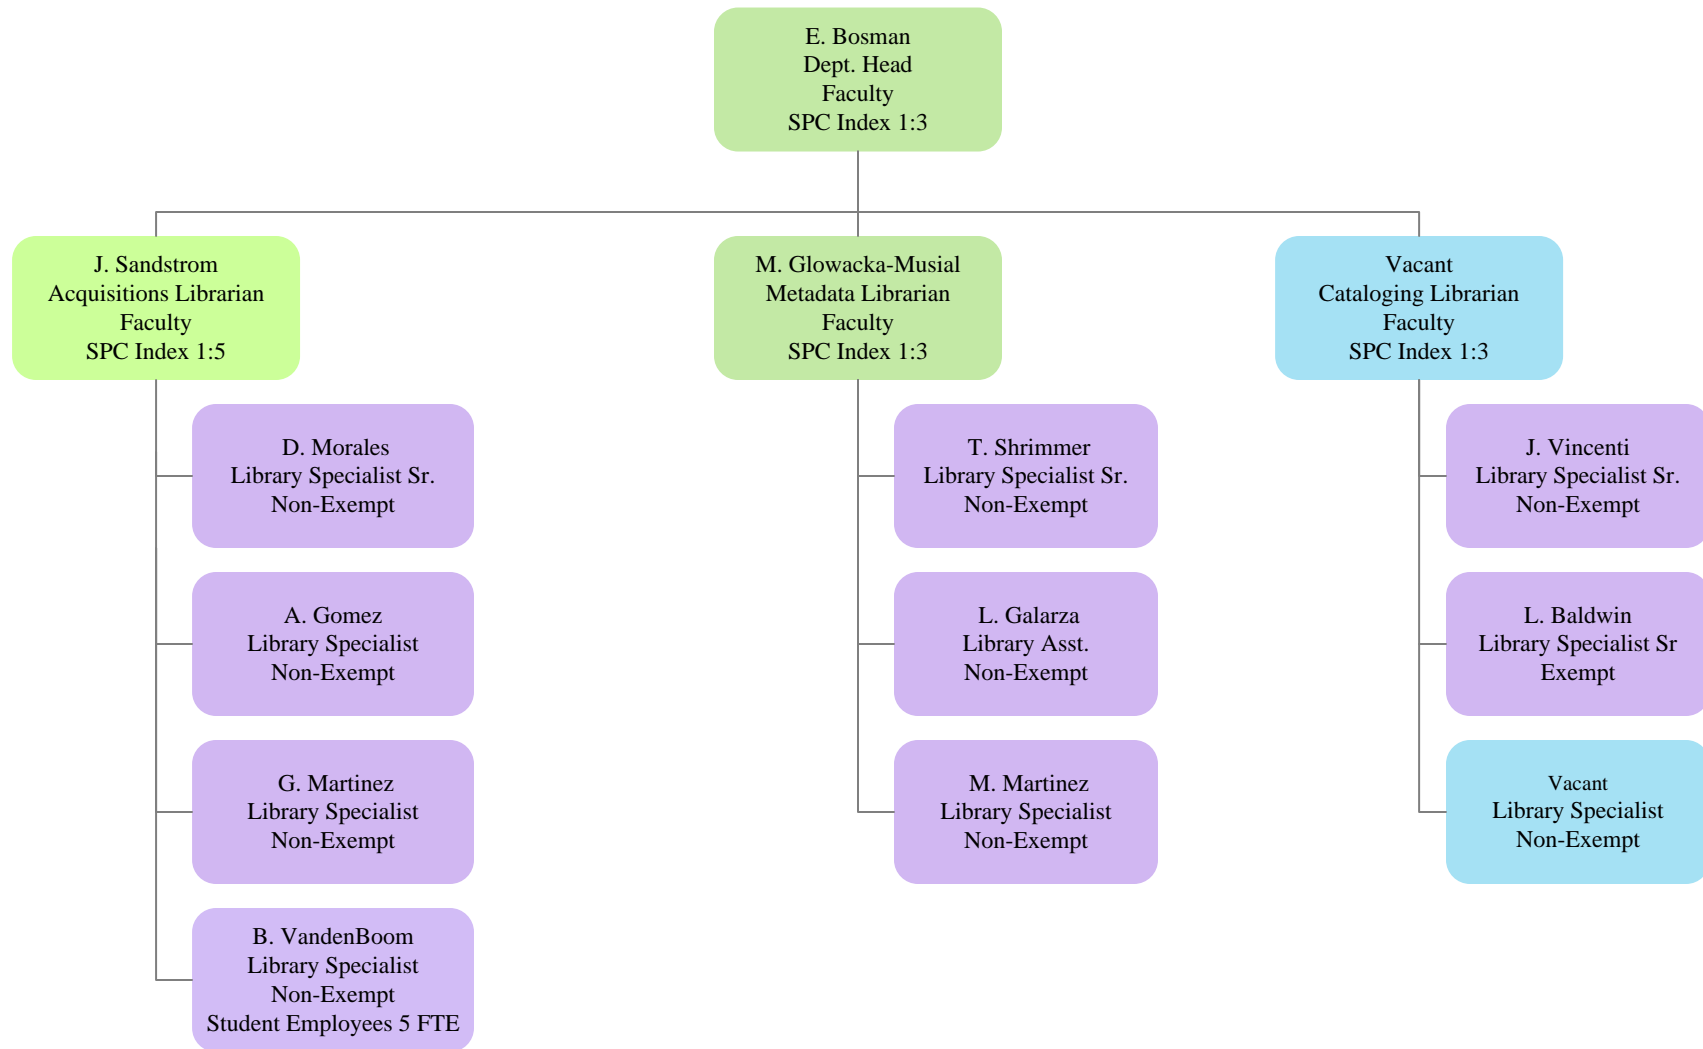 E. Bosman
Dept. Head
Faculty
SPC Index 1:3
J. Sandstrom
Acquisitions Librarian
Faculty
SPC Index 1:5
M. Glowacka-Musial
Metadata Librarian
Faculty
SPC Index 1:3
Vacant
Cataloging Librarian
Faculty
SPC Index 1:3
D. Morales
Library Specialist Sr.
Non-Exempt
T. Shrimmer
Library Specialist Sr.
Non-Exempt
J. Vincenti
Library Specialist Sr.
Non-Exempt
A. Gomez
Library Specialist
Non-Exempt
L. Galarza
Library Asst.
Non-Exempt
L. Baldwin
Library Specialist Sr
Exempt
G. Martinez
Library Specialist
Non-Exempt
M. Martinez
Library Specialist
Non-Exempt
Vacant
Library Specialist
Non-Exempt
B. VandenBoom
Library Specialist
Non-Exempt
Student Employees 5 FTE